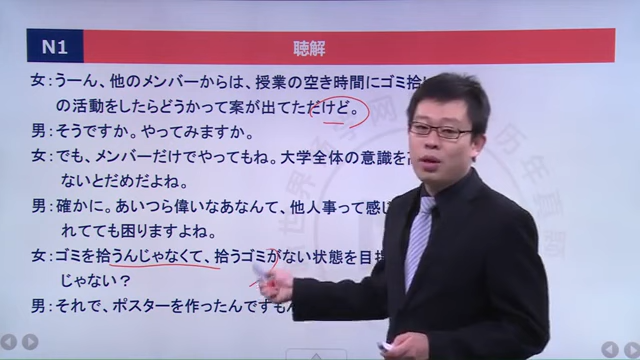 N1 聴解
女：うーん、他のメンバーからは、授業の空き時間にゴミ拾
の活動をしたらどうかって案が出てただけど。
男：そうですか。やってみますか。
女：でも、メンバーだけでやってもね。大学全体の意識を
ないとだめだよね。
男：確かに。あいつら偉いなあなんて、他人事って感
れてても困りますよね。
女：ゴミを拾うんじゃなくて、拾うゴミがない状態を目
じゃない？
男：それで、ポスターを作ったんですも